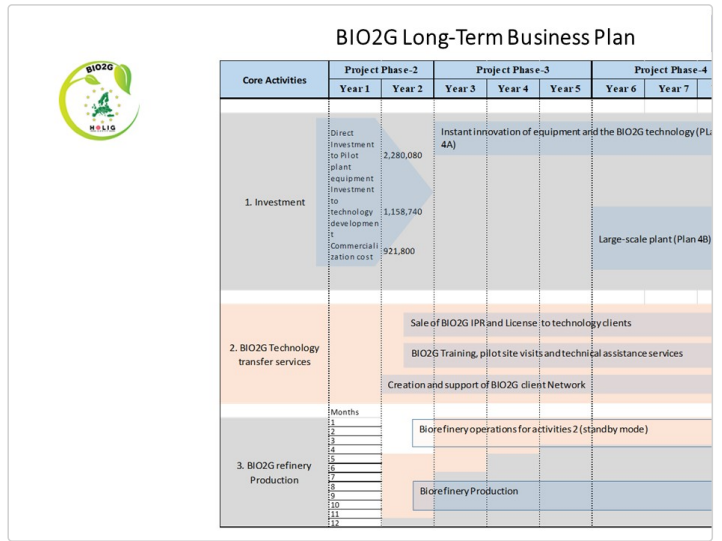 BIO2G Long-Term Business Plan
BIO2G
HOLIG
Core Activities
Project Phase-2
Project Phase-3
Project Phase-4
Year 1
Year 2
Year 3
Year 4
Year 5
Year 6
Year 7
1. Investment
Direct
Investment
to Pilot
plant
equipment
2,280,080
Investment
to
technology
developmen
t
1,158,740
Commerciali
zation cost
921,800
Instant innovation of equipment and the BIO2G technology (PLa
4A)
Large-scale plant (Plan 4B)
2. BIO2G Technology
transfer services
Sale of BIO2G IPR and License to technology clients
BIO2G Training, pilot site visits and technical assistance services
Creation and support of BIO2G client Network
3. BIO2G refinery
Production
Months
1
2
3
4
5
6
7
8
9
10
11
12
Biorefinery operations for activities 2 (standby mode)
Biorefinery Production